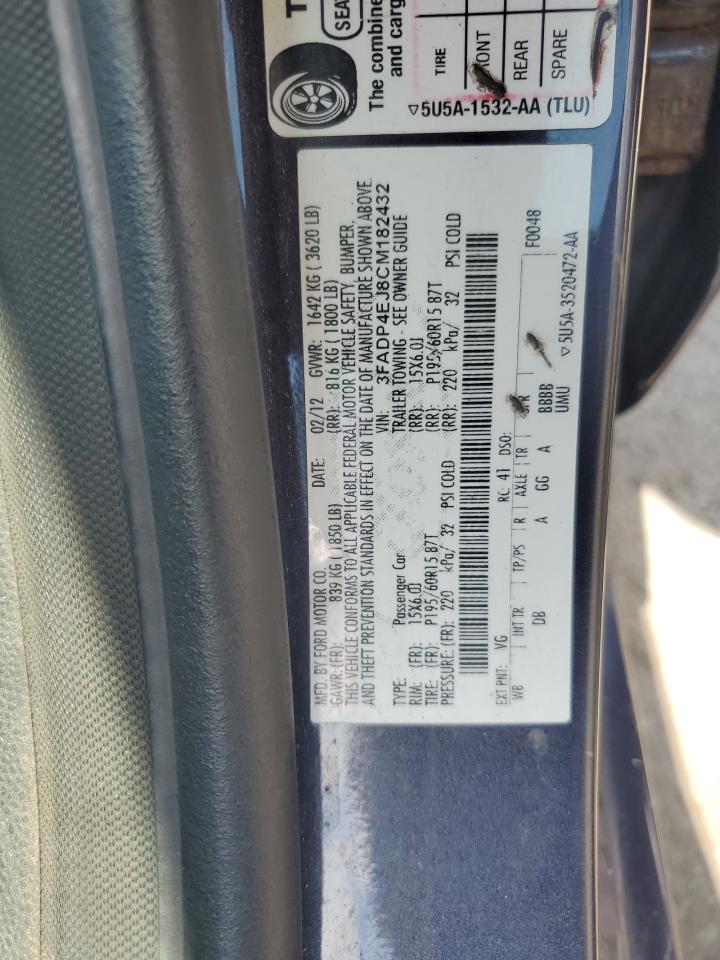 T
SEA
The combine
and carg
TIRE
FRONT
REAR
SPARE
▽5U5A-1532-AA (TLU)
MFD. BY FORD MOTOR CO.
DATE: 02/12 GVWR: 1642 KG ( 3620 LB)
GAWR: (FR): 839 KG ( 1850 LB) (RR): 816 KG ( 1800 LB)
THIS VEHICLE CONFORMS TO ALL APPLICABLE FEDERAL MOTOR VEHICLE SAFETY, BUMPER,
AND THEFT PREVENTION STANDARDS IN EFFECT ON THE DATE OF MANUFACTURE SHOWN ABOVE.
VIN: 3FADP4EJ8CM182432
TYPE: Passenger Car TRAILER TOWING - SEE OWNER GUIDE
RIM: (FR): 15X6.0J (RR): 15X6.0J
TIRE: (FR): P195/60R15 87T (RR): P195/60R15 87T
PRESSURE: (FR): 220 kPa/ 32 PSI COLD (RR): 220 kPa/ 32 PSI COLD
EXT PNT: VG RC: 41 DSO: F0048
WB INT TR TP/PS R AXLE TR
DB A GG A BBBB
UMU
▽5U5A-3520472-AA